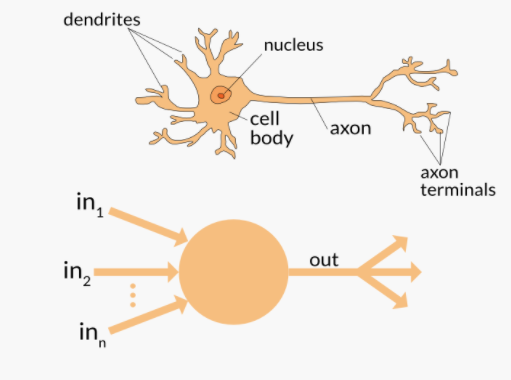 dendrites
nucleus
cell
body
axon
axon
terminals
in₁
in₂
out
inₙ